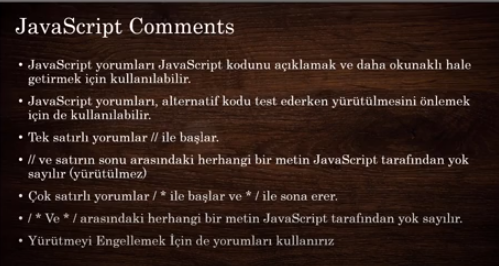 JavaScript Comments
• JavaScript yorumları JavaScript kodunu açıklamak ve daha okunaklı hale
getirmek için kullanılabilir.
• JavaScript yorumları, alternatif kodu test ederken yürütülmesini önlemek
için de kullanılabilir.
• Tek satırlı yorumlar // ile başlar.
• // ve satırın sonu arasındaki herhangi bir metin JavaScript tarafından yok
sayılır (yürütülmez)
• Çok satırlı yorumlar / * ile başlar ve * / ile sona erer.
• / * Ve * / arasındaki herhangi bir metin JavaScript tarafından yok sayılır.
• Yürütmeyi Engellemek İçin de yorumları kullanırız